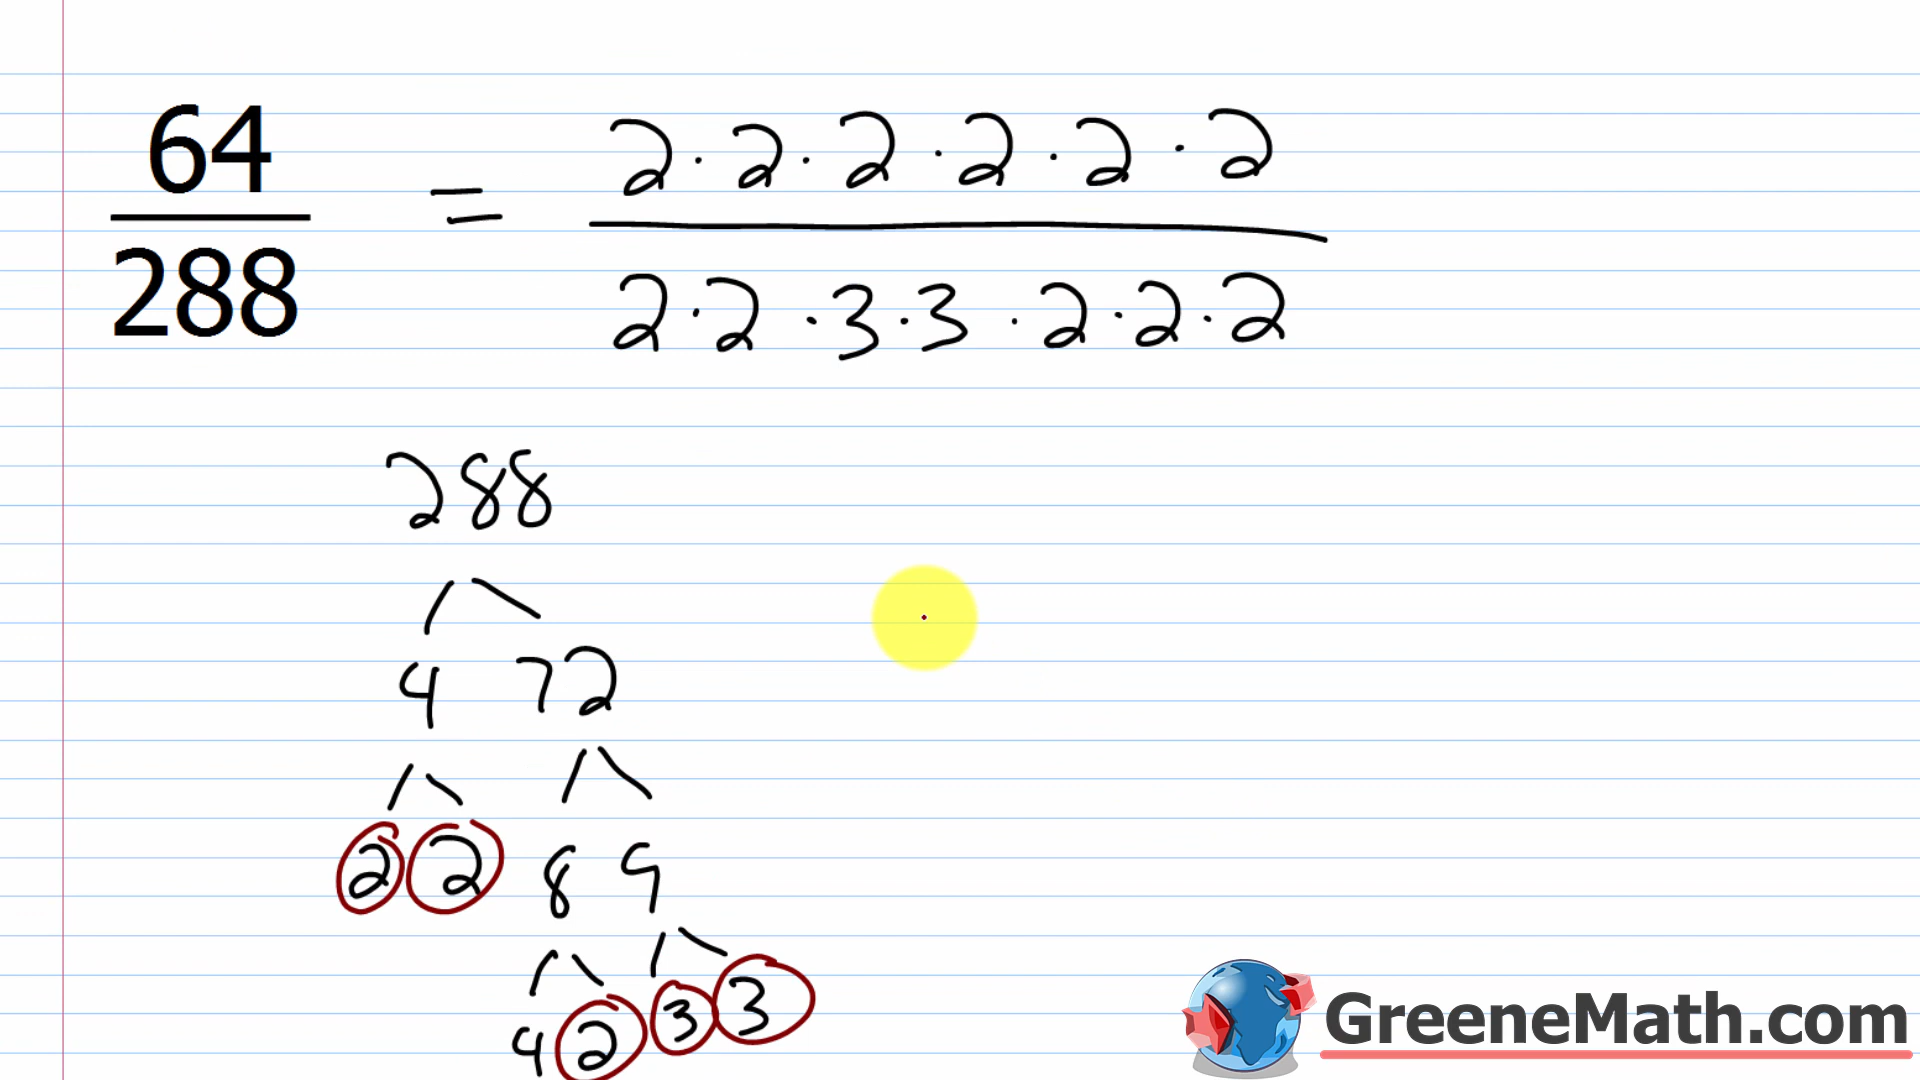 64
288
=
2 · 2 · 2 · 2 · 2 · 2
2 · 2 · 3 · 3 · 2 · 2 · 2
288
4 72
2 2 8 9
4 2 3 3
GreeneMath.com